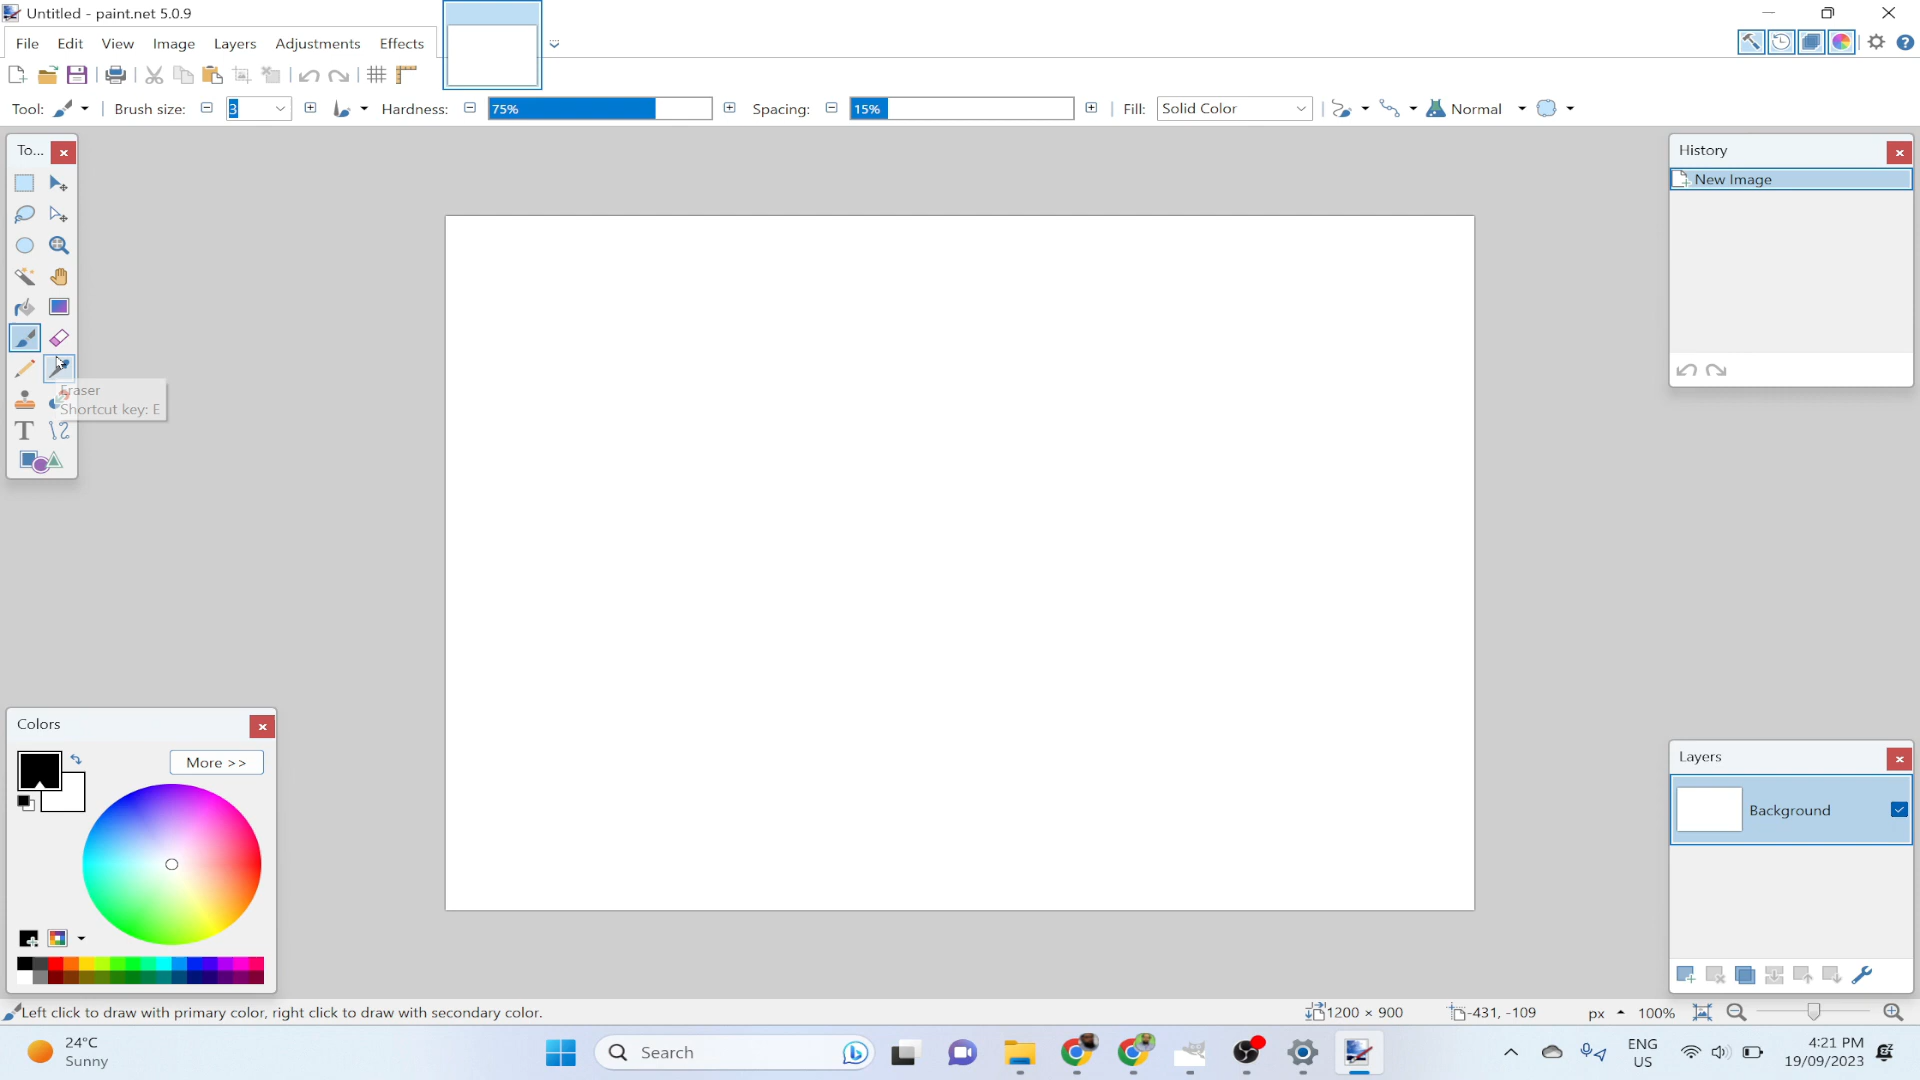 Untitled - paint.net 5.0.9
File Edit View Image Layers Adjustments Effects
Tool: Brush size: 3 Hardness: 75% Spacing: 15% Fill: Solid Color Normal
To...
History
New Image
Eraser
Shortcut key: E
Colors
More >>
Layers
Background
Left click to draw with primary color, right click to draw with secondary color.
1200 × 900
-431, -109
px
100%
24°C
Sunny
Search
ENG
US
4:21 PM
19/09/2023